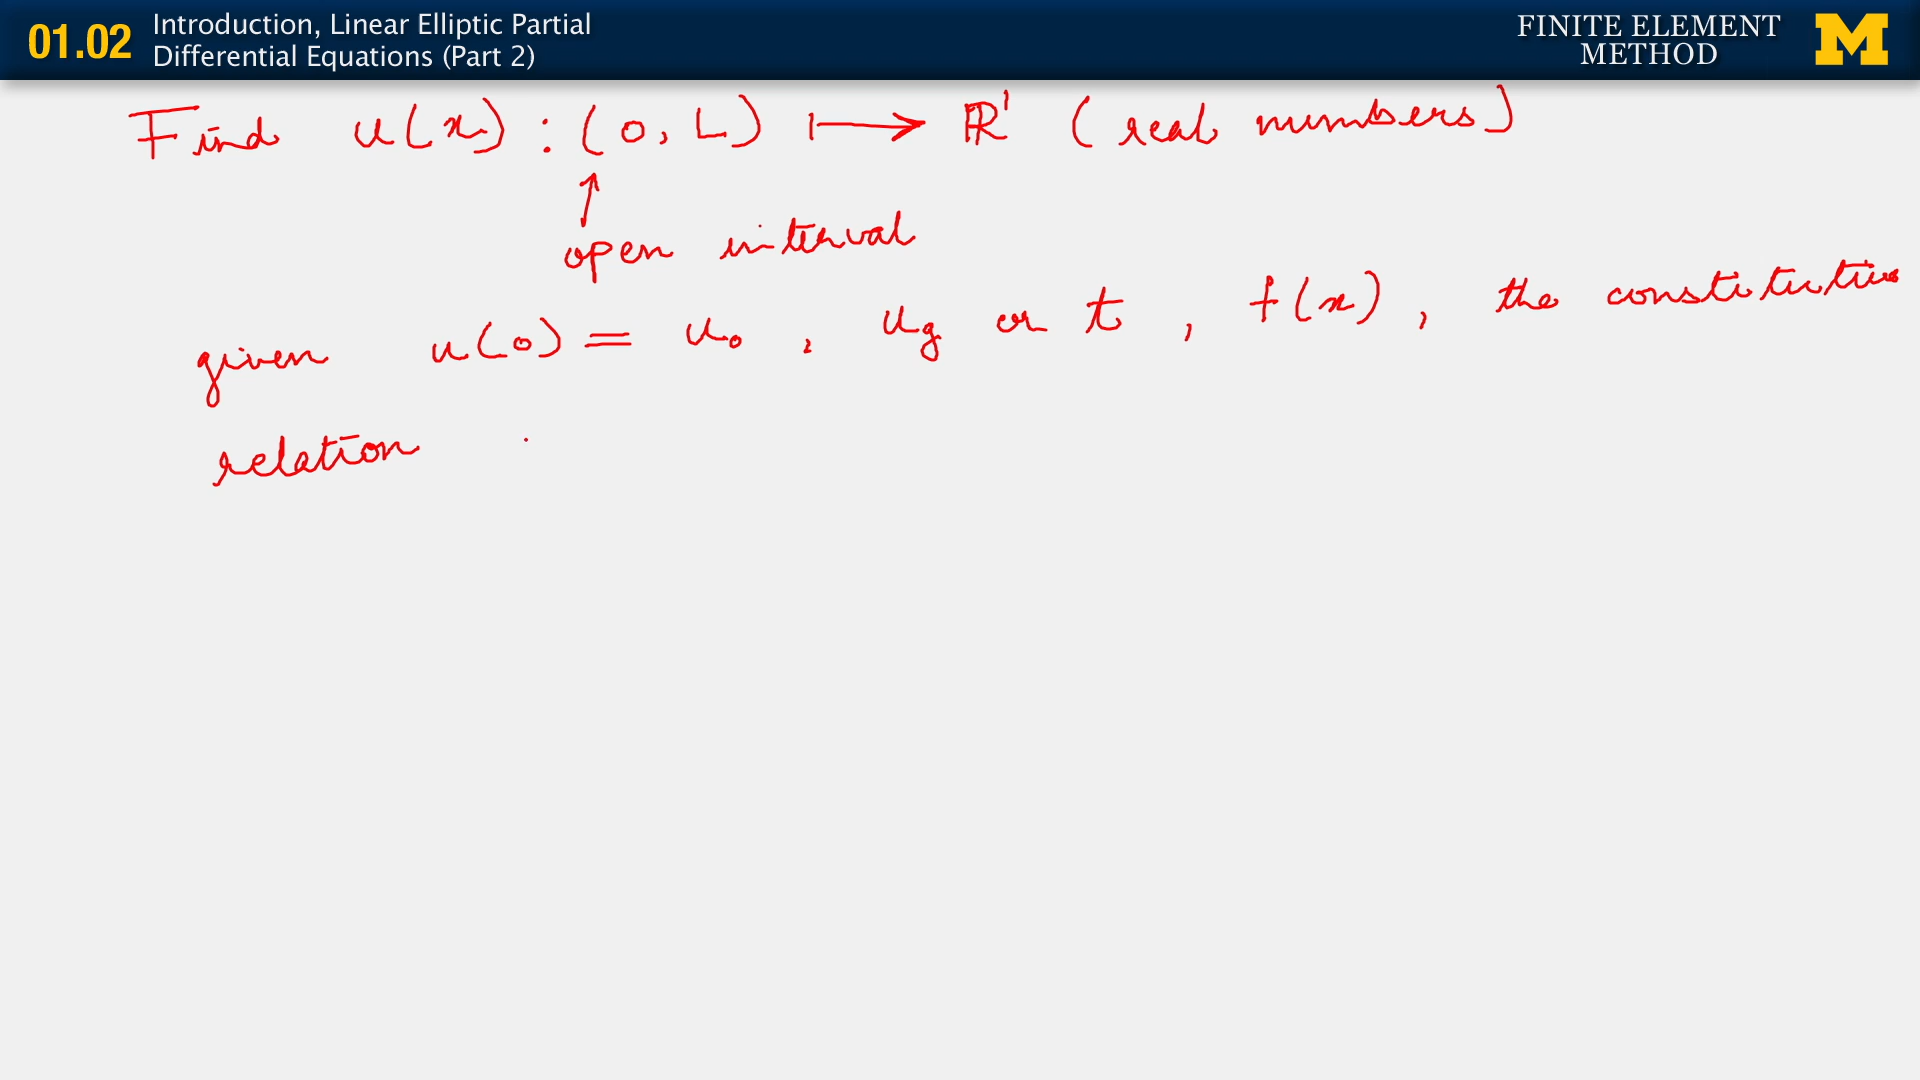 01.02
Introduction, Linear Elliptic Partial
Differential Equations (Part 2)
FINITE ELEMENT
METHOD
M
Find u(x) : (0, L) ⟼ ℝ¹ (real numbers)
↑
open interval
given u(0) = u₀ , u_g or t , f(x) , the constitutive
relation